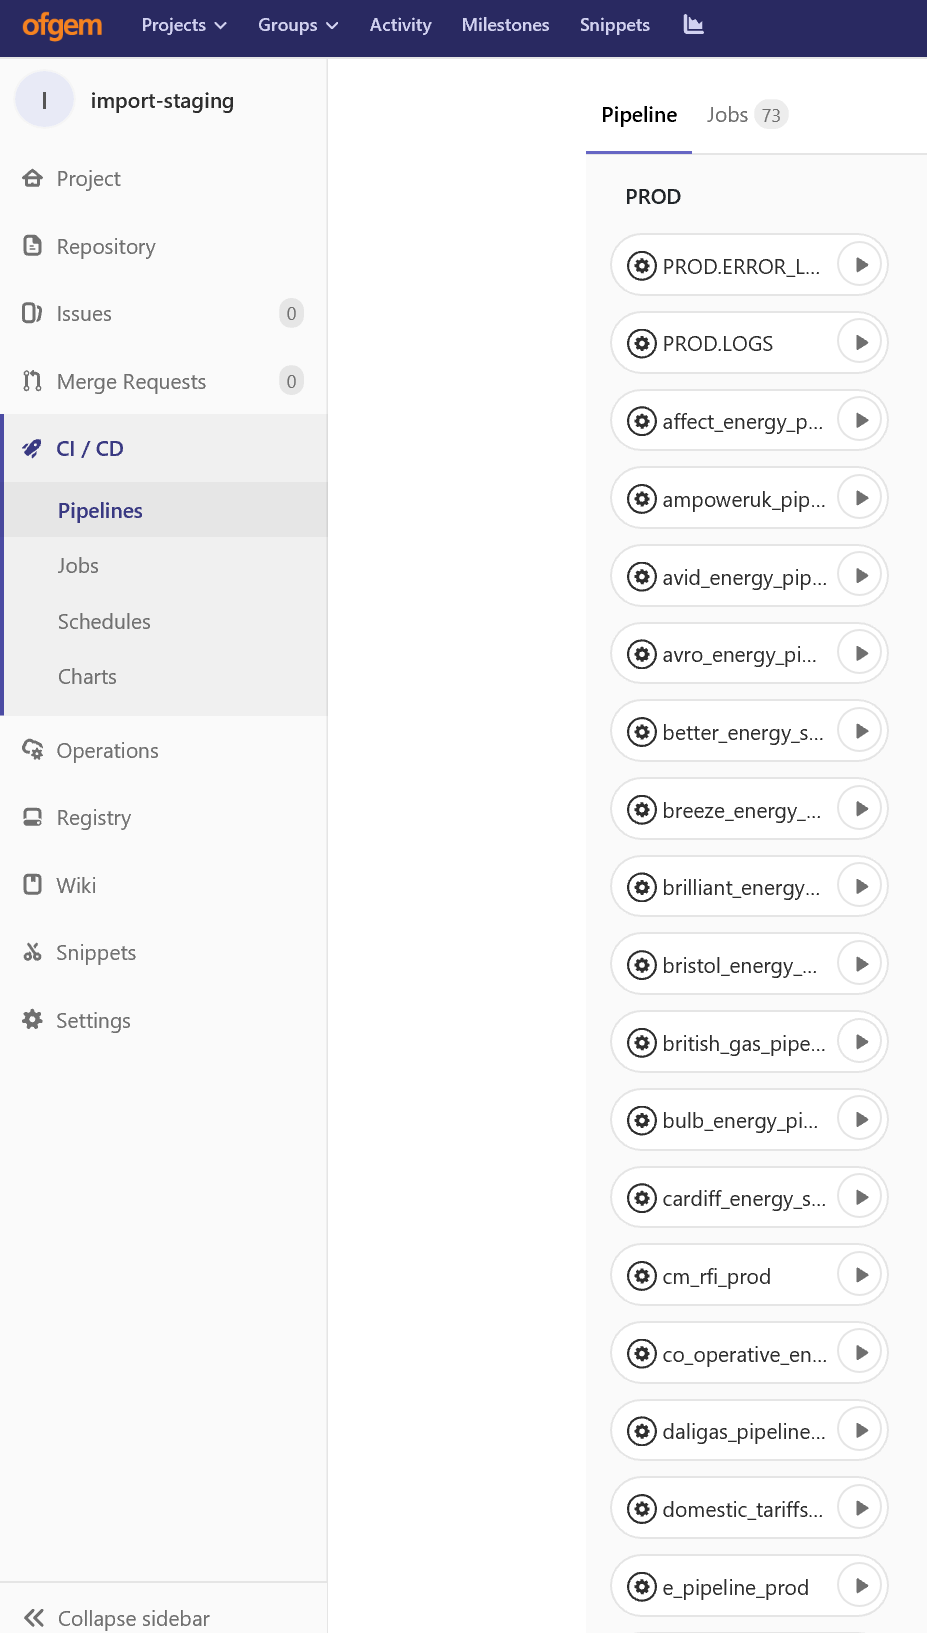 ofgem Projects Groups Activity Milestones Snippets
I import-staging
Project
Repository
Issues 0
Merge Requests 0
CI / CD
Pipelines
Jobs
Schedules
Charts
Operations
Registry
Wiki
Snippets
Settings
Collapse sidebar
Pipeline Jobs 73
PROD
PROD.ERROR_L...
PROD.LOGS
affect_energy_p...
ampoweruk_pip...
avid_energy_pip...
avro_energy_pi...
better_energy_s...
breeze_energy_...
brilliant_energy...
bristol_energy_...
british_gas_pipe...
bulb_energy_pi...
cardiff_energy_s...
cm_rfi_prod
co_operative_en...
daligas_pipeline...
domestic_tariffs...
e_pipeline_prod